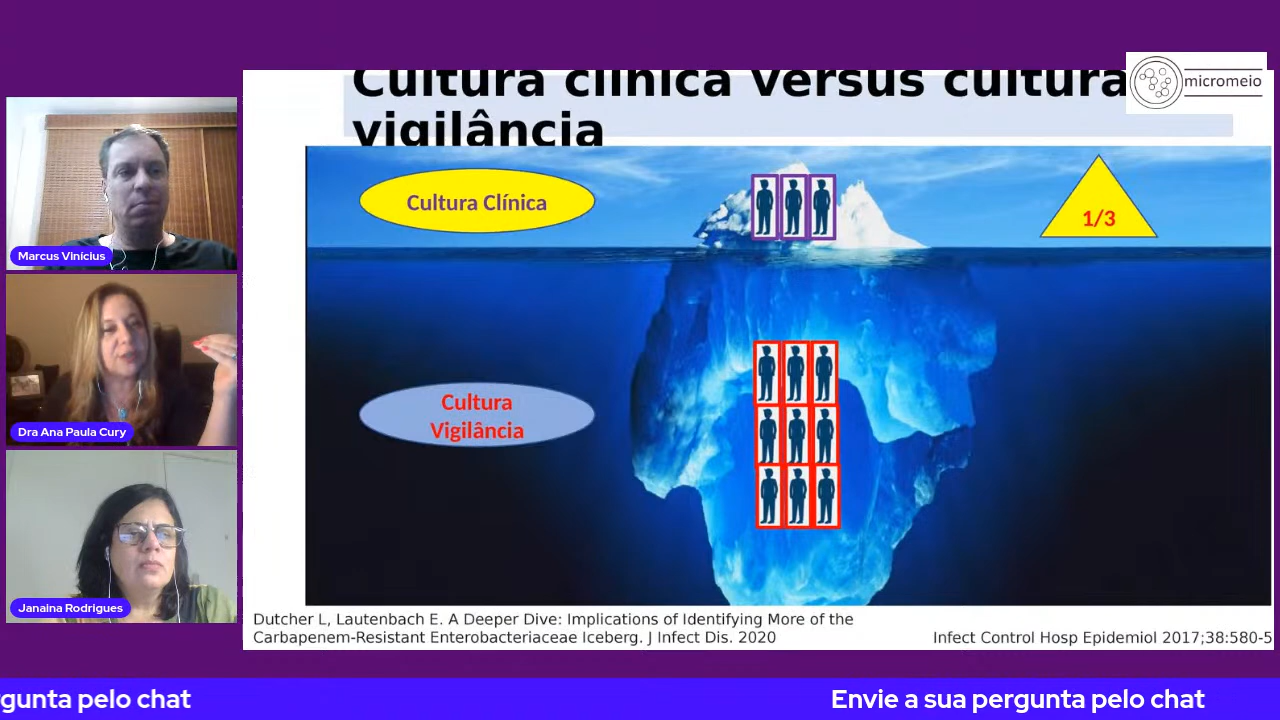 Cultura clínica versus cultura
vigilância
micromeio
Cultura Clínica
1/3
Marcus Vinícius
Cultura
Vigilância
Dra Ana Paula Cury
Janaina Rodrigues
Dutcher L, Lautenbach E. A Deeper Dive: Implications of Identifying More of the
Carbapenem-Resistant Enterobacteriaceae Iceberg. J Infect Dis. 2020
Infect Control Hosp Epidemiol 2017;38:580-5
rgunta pelo chat
Envie a sua pergunta pelo chat